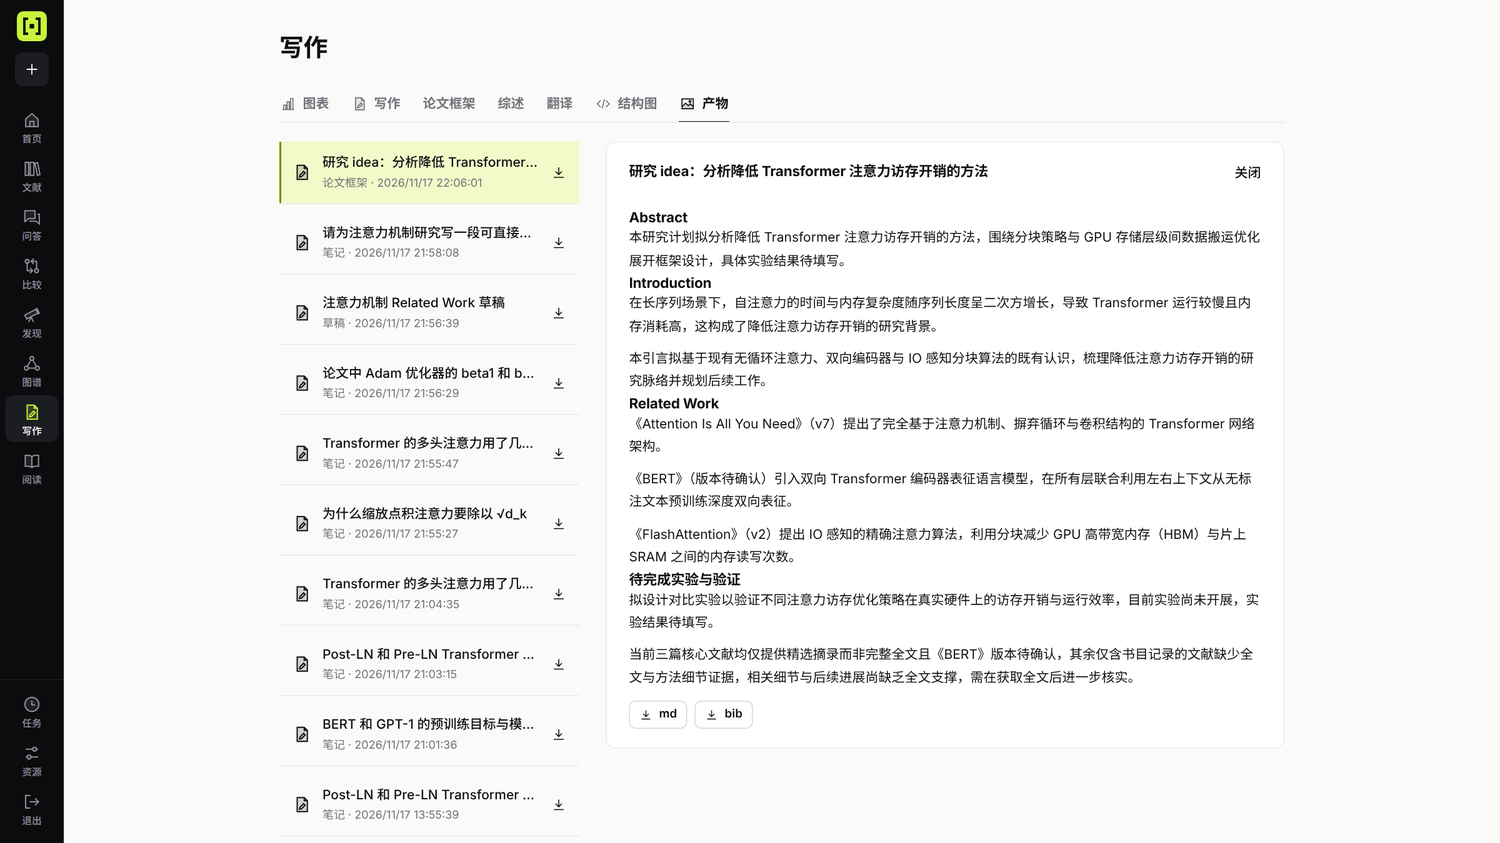 首页
文献
问答
比较
发现
图谱
写作
阅读
任务
资源
退出
写作
图表
写作
论文框架
综述
翻译
结构图
产物
研究 idea：分析降低 Transformer...
论文框架 · 2026/11/17 22:06:01
请为注意力机制研究写一段可直接...
笔记 · 2026/11/17 21:58:08
注意力机制 Related Work 草稿
草稿 · 2026/11/17 21:56:39
论文中 Adam 优化器的 beta1 和 b...
笔记 · 2026/11/17 21:56:29
Transformer 的多头注意力用了几...
笔记 · 2026/11/17 21:55:47
为什么缩放点积注意力要除以 √d_k
笔记 · 2026/11/17 21:55:27
Transformer 的多头注意力用了几...
笔记 · 2026/11/17 21:04:35
Post-LN 和 Pre-LN Transformer ...
笔记 · 2026/11/17 21:03:15
BERT 和 GPT-1 的预训练目标与模...
笔记 · 2026/11/17 21:01:36
Post-LN 和 Pre-LN Transformer ...
笔记 · 2026/11/17 13:55:39
研究 idea：分析降低 Transformer 注意力访存开销的方法
关闭
Abstract
本研究计划拟分析降低 Transformer 注意力访存开销的方法，围绕分块策略与 GPU 存储层级间数据搬运优化
展开框架设计，具体实验结果待填写。
Introduction
在长序列场景下，自注意力的时间与内存复杂度随序列长度呈二次方增长，导致 Transformer 运行较慢且内
存消耗高，这构成了降低注意力访存开销的研究背景。
本引言拟基于现有无循环注意力、双向编码器与 IO 感知分块算法的既有认识，梳理降低注意力访存开销的研
究脉络并规划后续工作。
Related Work
《Attention Is All You Need》（v7）提出了完全基于注意力机制、摒弃循环与卷积结构的 Transformer 网络
架构。
《BERT》（版本待确认）引入双向 Transformer 编码器表征语言模型，在所有层联合利用左右上下文从无标
注文本预训练深度双向表征。
《FlashAttention》（v2）提出 IO 感知的精确注意力算法，利用分块减少 GPU 高带宽内存（HBM）与片上
SRAM 之间的内存读写次数。
待完成实验与验证
拟设计对比实验以验证不同注意力访存优化策略在真实硬件上的访存开销与运行效率，目前实验尚未开展，实
验结果待填写。
当前三篇核心文献均仅提供精选摘录而非完整全文且《BERT》版本待确认，其余仅含书目记录的文献缺少全
文与方法细节证据，相关细节与后续进展尚缺乏全文支撑，需在获取全文后进一步核实。
md
bib